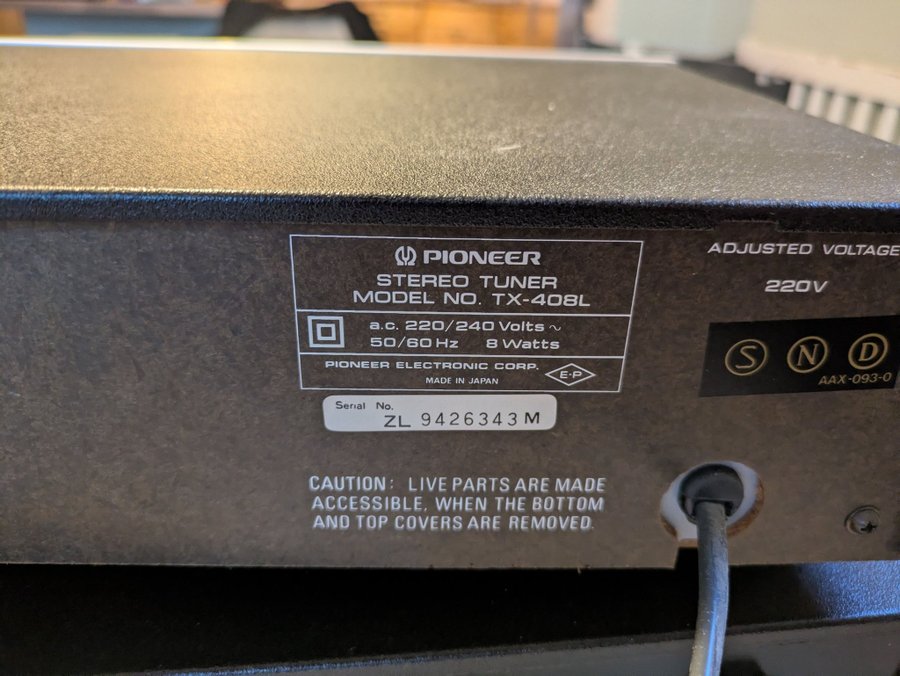 PIONEER
STEREO TUNER
MODEL NO. TX-408L
a.c. 220/240 Volts ~
50/60 Hz 8 Watts
PIONEER ELECTRONIC CORP.
MADE IN JAPAN
E-P
Serial No.
ZL 9426343 M
CAUTION: LIVE PARTS ARE MADE
ACCESSIBLE, WHEN THE BOTTOM
AND TOP COVERS ARE REMOVED.
ADJUSTED VOLTAGE
220V
S N D
AAX-093-0